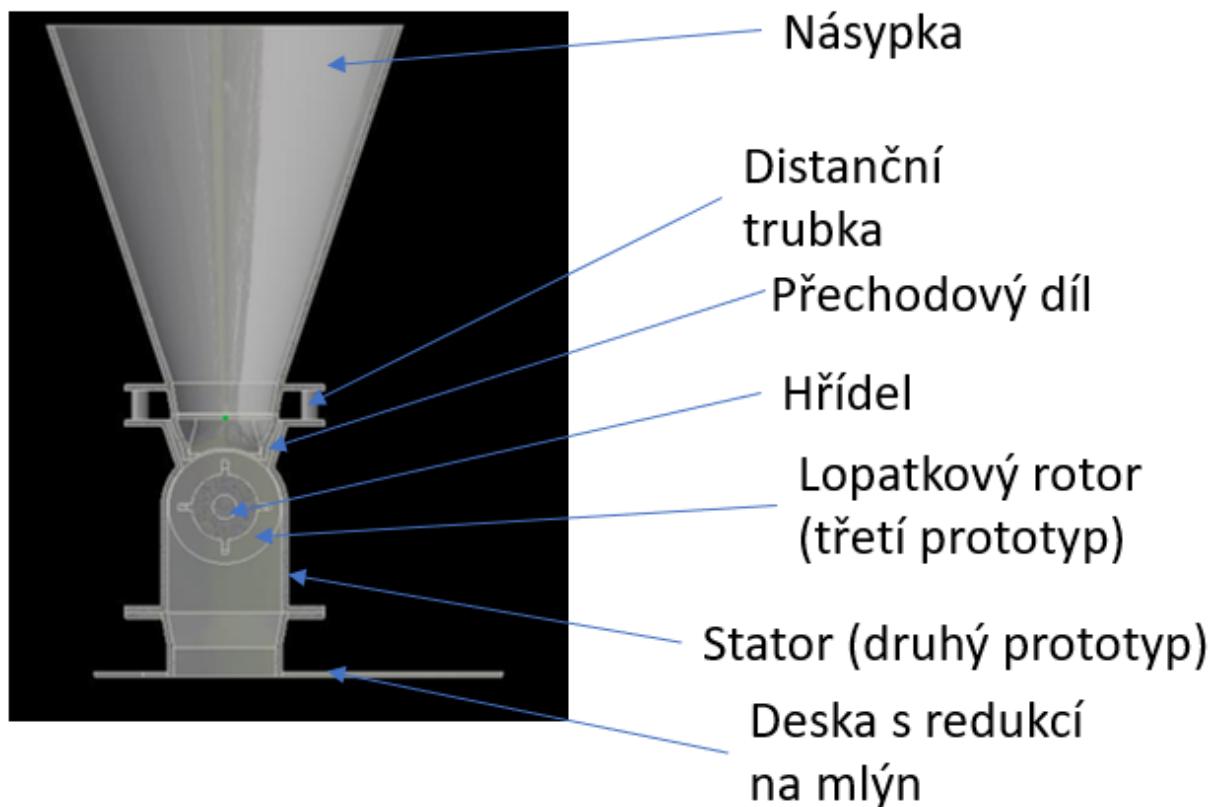 Násypka
Distanční
trubka
Přechodový díl
Hřídel
Lopatkový rotor
(třetí prototyp)
Stator (druhý prototyp)
Deska s redukcí
na mlýn